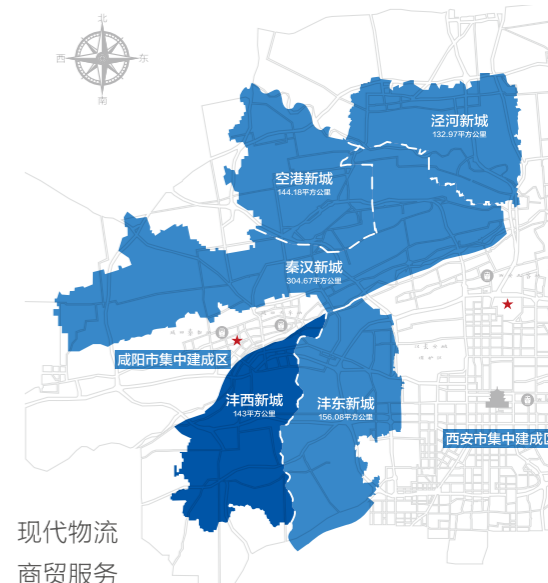 北
西
东
南
泾河新城
132.97平方公里
空港新城
144.18平方公里
秦汉新城
304.67平方公里
咸阳市集中建成区
沣西新城
143平方公里
沣东新城
156.08平方公里
西安市集中建成区
现代物流
商贸服务